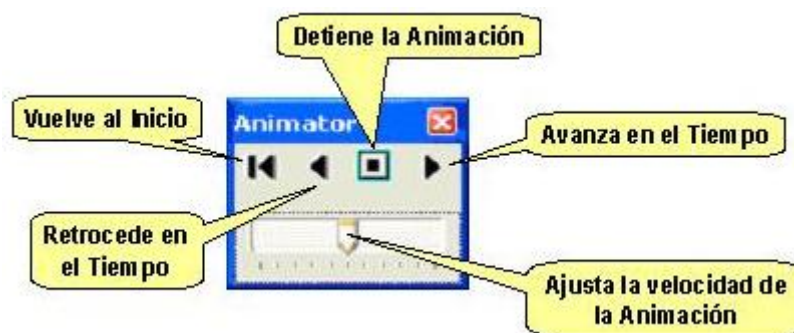 Detiene la Animación
Vuelve al Inicio
Animator
Avanza en el Tiempo
Retrocede en
el Tiempo
Ajusta la velocidad de
la Animación